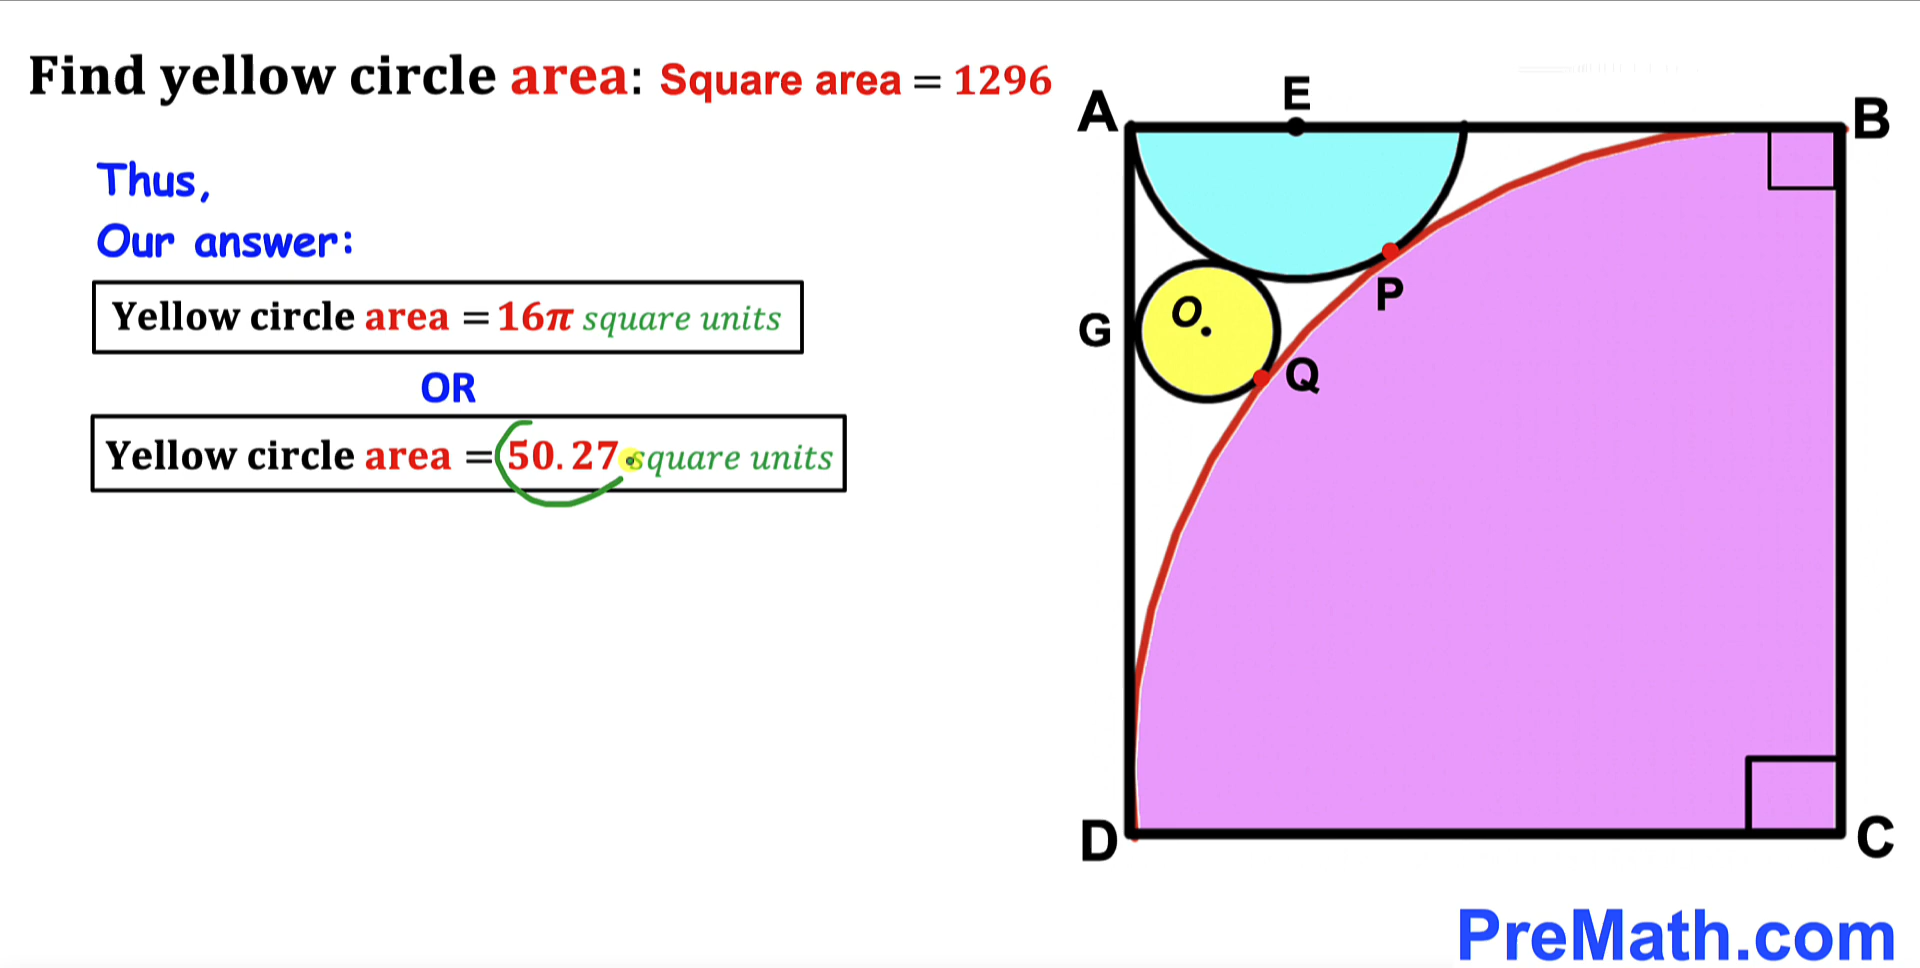 Find yellow circle area: Square area = 1296
Thus,
Our answer:
Yellow circle area = 16π square units
OR
Yellow circle area = 50.27 square units
A
E
B
P
G
O.
Q
D
C
PreMath.com